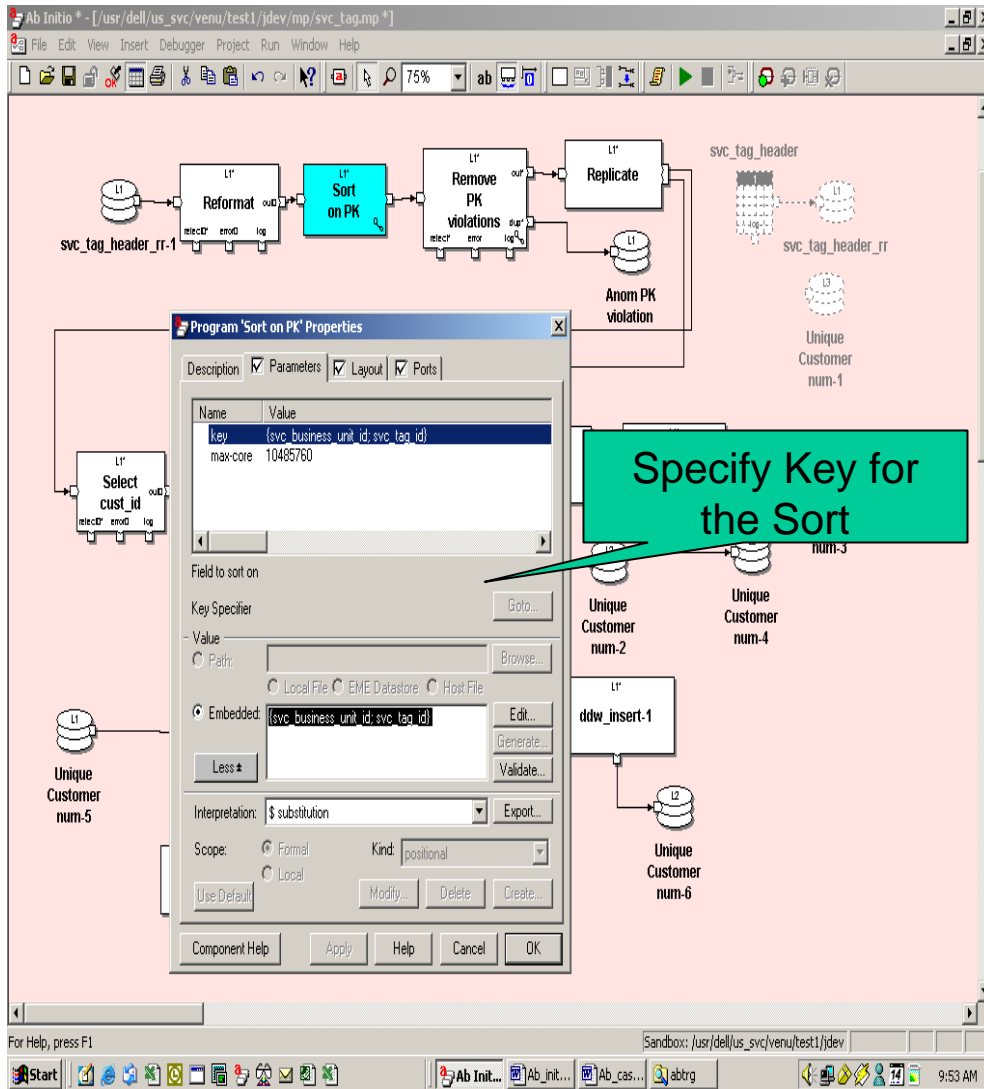 Ab Initio * - [/usr/dell/us_svc/venu/test1/jdev/mp/svc_tag.mp *]
File Edit View Insert Debugger Project Run Window Help
75%
ab
L1
svc_tag_header_rr-1
L1*
Reformat
out
reject* error log
L1*
Sort
on PK
L1*
Remove
PK
violations
out*
dup*
reject* error log
L1*
Replicate
L1
Anom PK
violation
svc_tag_header
log
L1
svc_tag_header_rr
L3
Unique
Customer
num-1
L1*
Select
cust_id
out
reject* error log
Program 'Sort on PK' Properties
Description Parameters Layout Ports
Name Value
key {svc_business_unit_id; svc_tag_id}
max-core 10485760
Field to sort on
Key Specifier Goto...
Value
Path: Browse...
Local File EME Datastore Host File
Embedded: {svc_business_unit_id; svc_tag_id} Edit...
Generate...
Less Validate...
Interpretation: $ substitution Export...
Scope: Formal Kind: positional
Local
Use Default Modify... Delete Create...
Component Help Apply Help Cancel OK
Specify Key for
the Sort
num-3
Unique
Customer
num-2
Unique
Customer
num-4
L1
Unique
Customer
num-5
L1*
ddw_insert-1
L2
Unique
Customer
num-6
For Help, press F1
Sandbox: /usr/dell/us_svc/venu/test1/jdev
Start
Ab Init... Ab_init... Ab_cas... abtrg
14
9:53 AM